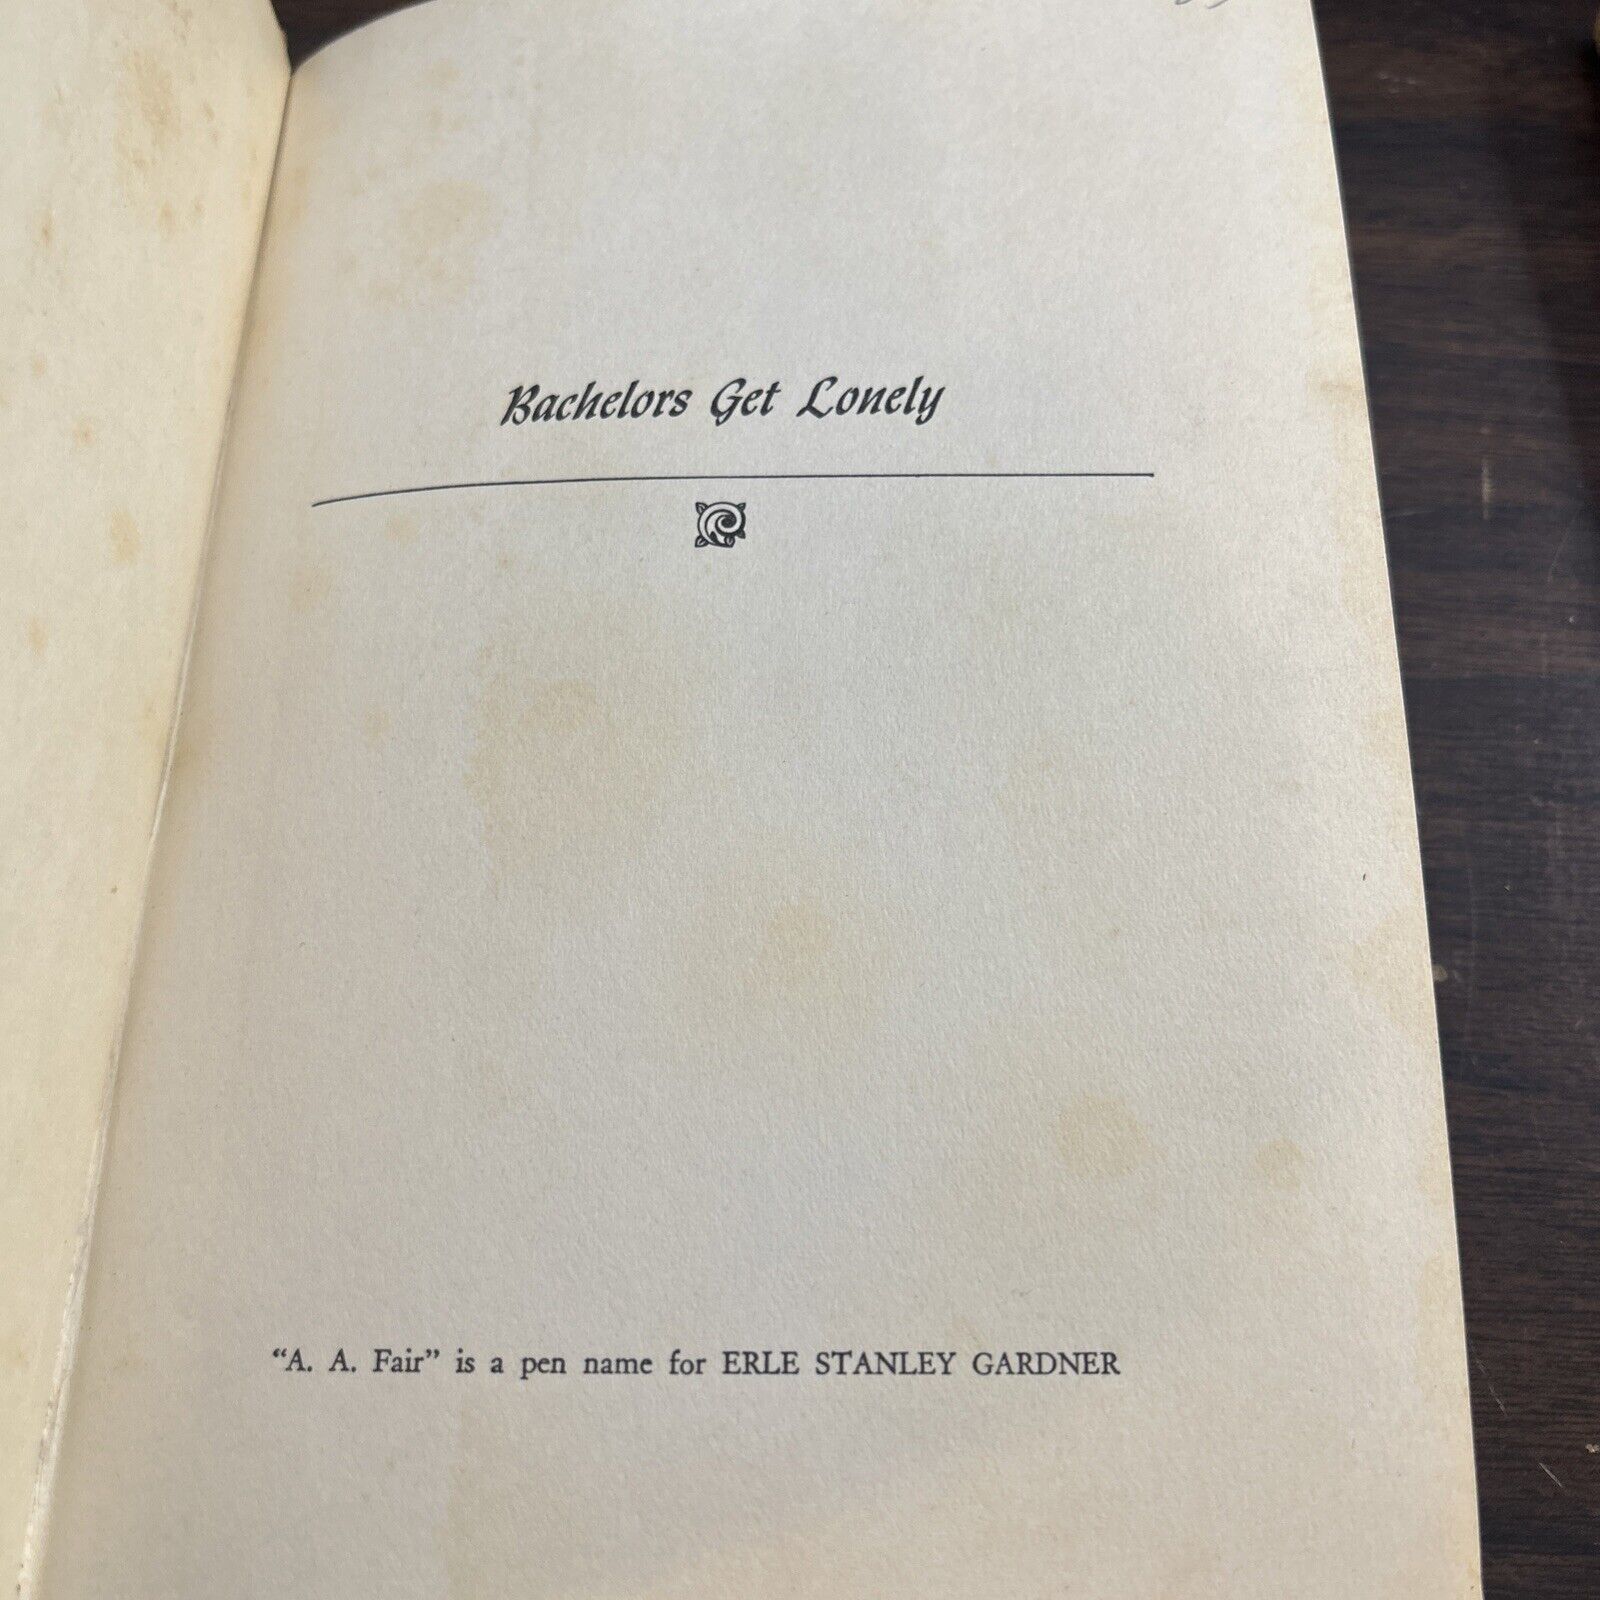 Bachelors Get Lonely
“A. A. Fair” is a pen name for ERLE STANLEY GARDNER